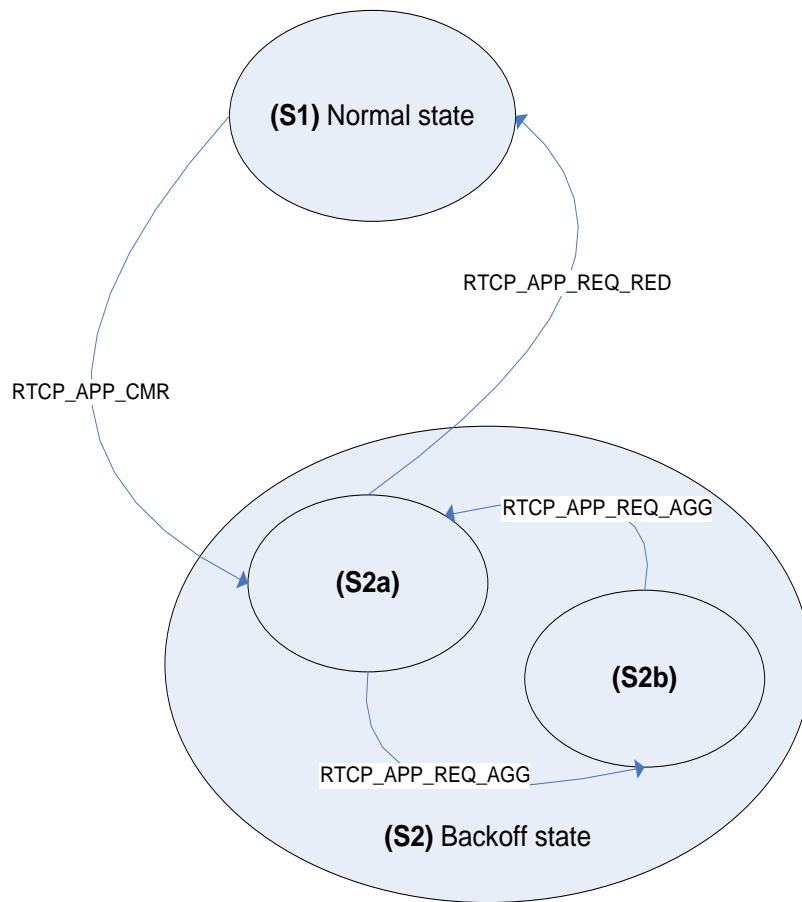 (S1) Normal state
RTCP_APP_REQ_RED
RTCP_APP_CMR
RTCP_APP_REQ_AGG
(S2a)
(S2b)
RTCP_APP_REQ_AGG
(S2) Backoff state